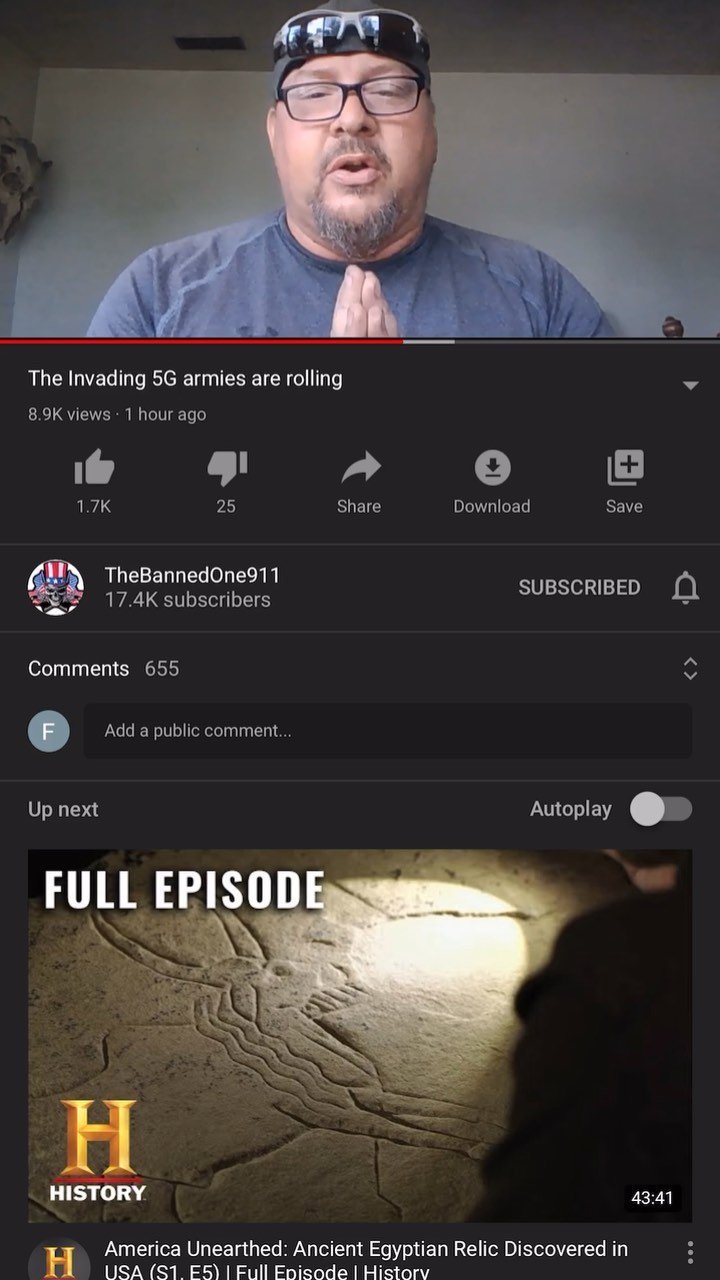 The Invading 5G armies are rolling
8.9K views · 1 hour ago
1.7K
25
Share
Download
Save
TheBannedOne911
17.4K subscribers
SUBSCRIBED
Comments 655
F
Add a public comment...
Up next
Autoplay
FULL EPISODE
H
HISTORY
43:41
H
America Unearthed: Ancient Egyptian Relic Discovered in
USA (S1, E5) | Full Episode | History